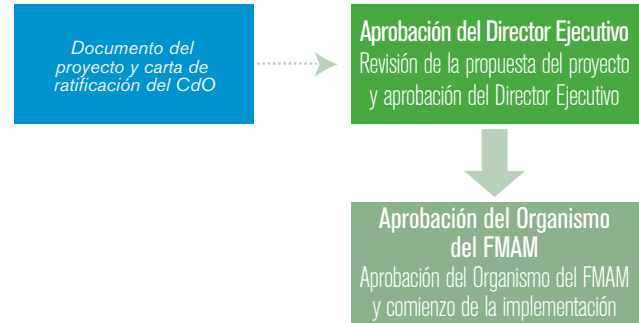 Documento del
proyecto y carta de
ratificación del CdO
Aprobación del Director Ejecutivo
Revisión de la propuesta del proyecto
y aprobación del Director Ejecutivo
Aprobación del Organismo
del FMAM
Aprobación del Organismo del FMAM
y comienzo de la implementación